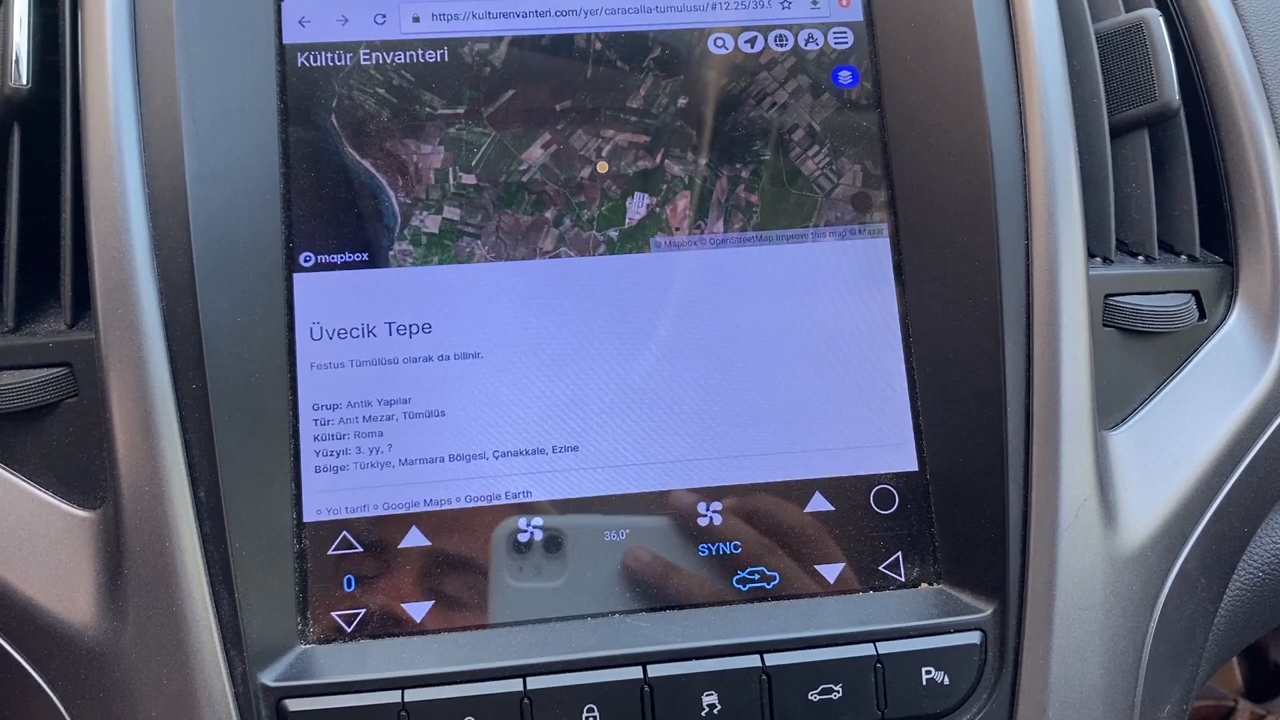 https://kulturenvanteri.com/yer/caracalla-tumulusu/#12.25/39.9
Kültür Envanteri
mapbox
© Mapbox © OpenStreetMap Improve this map © Maxar
Üvecik Tepe
Festus Tümülüsü olarak da bilinir.
Grup: Antik Yapılar
Tür: Anıt Mezar, Tümülüs
Kültür: Roma
Yüzyıl: 3. yy, ?
Bölge: Türkiye, Marmara Bölgesi, Çanakkale, Ezine
Yol tarifi Google Maps Google Earth
36,0°
SYNC
0
P